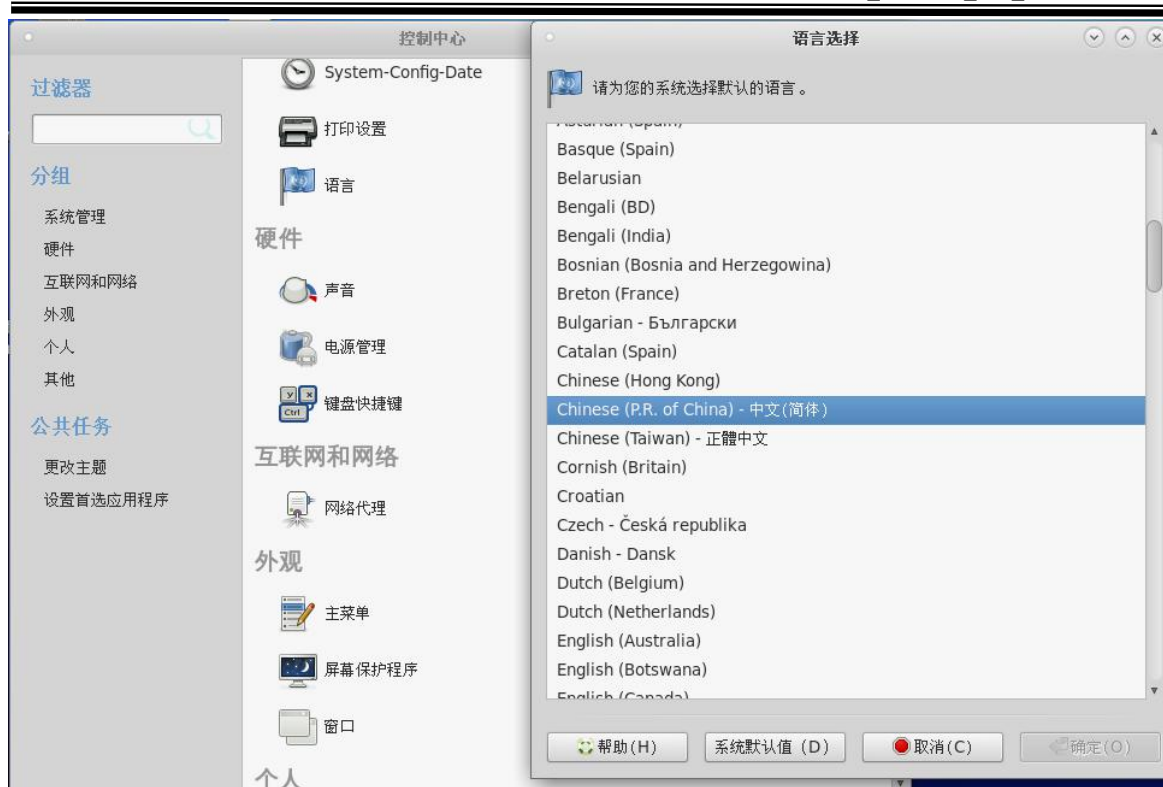 控制中心
过滤器
分组
系统管理
硬件
互联网和网络
外观
个人
其他
公共任务
更改主题
设置首选应用程序
System-Config-Date
打印设置
语言
硬件
声音
电源管理
键盘快捷键
互联网和网络
网络代理
外观
主菜单
屏幕保护程序
窗口
个人
语言选择
请为您的系统选择默认的语言。
Asturian (Spain)
Basque (Spain)
Belarusian
Bengali (BD)
Bengali (India)
Bosnian (Bosnia and Herzegowina)
Breton (France)
Bulgarian - Български
Catalan (Spain)
Chinese (Hong Kong)
Chinese (P.R. of China) - 中文(简体)
Chinese (Taiwan) - 正體中文
Cornish (Britain)
Croatian
Czech - Česká republika
Danish - Dansk
Dutch (Belgium)
Dutch (Netherlands)
English (Australia)
English (Botswana)
English (Canada)
帮助(H) 系统默认值 (D) 取消(C) 确定(O)